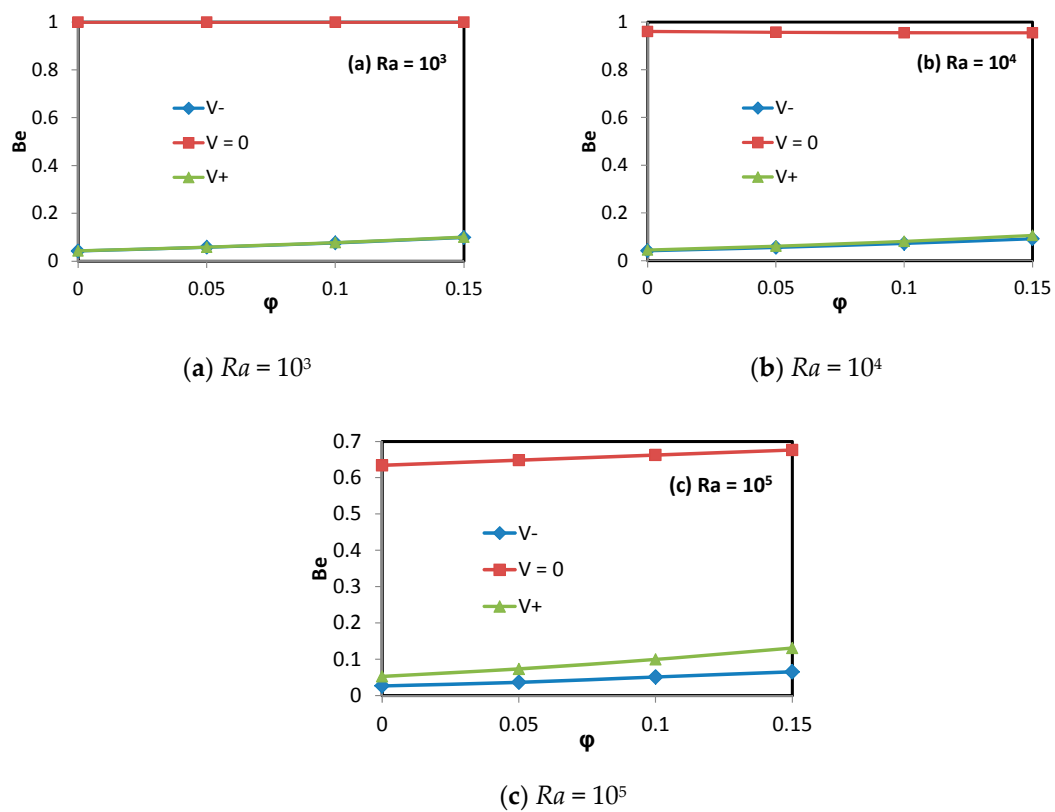 1
0.8
0.6
0.4
0.2
0
Be
(a) Ra = 10³
V-
V = 0
V+
0 0.05 0.1 0.15
φ
(a) Ra = 10³
1
0.8
0.6
0.4
0.2
0
Be
(b) Ra = 10⁴
V-
V = 0
V+
0 0.05 0.1 0.15
φ
(b) Ra = 10⁴
0.7
0.6
0.5
0.4
0.3
0.2
0.1
0
Be
(c) Ra = 10⁵
V-
V = 0
V+
0 0.05 0.1 0.15
φ
(c) Ra = 10⁵